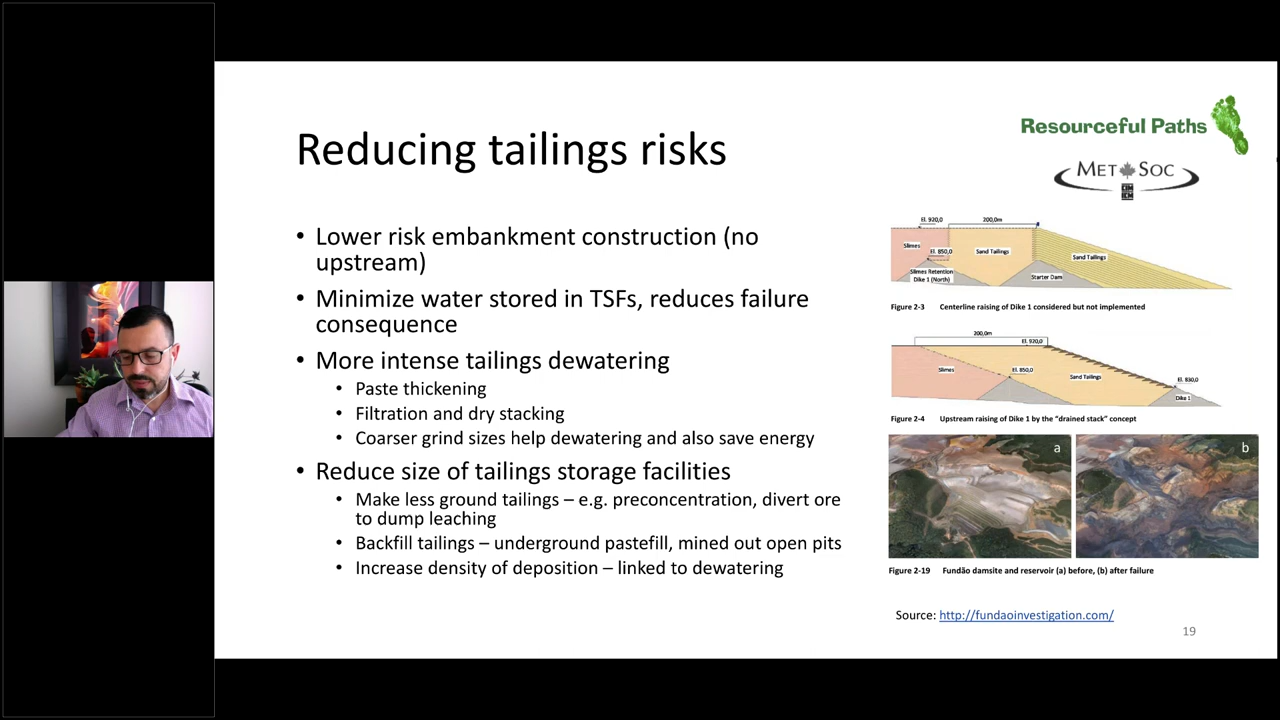 Reducing tailings risks
Resourceful Paths
MET SOC
CIM
ICM
• Lower risk embankment construction (no
upstream)
• Minimize water stored in TSFs, reduces failure
consequence
• More intense tailings dewatering
• Paste thickening
• Filtration and dry stacking
• Coarser grind sizes help dewatering and also save energy
• Reduce size of tailings storage facilities
• Make less ground tailings – e.g. preconcentration, divert ore
to dump leaching
• Backfill tailings – underground pastefill, mined out open pits
• Increase density of deposition – linked to dewatering
El. 920,0
200,0m
Slimes
El. 850,0
Sand Tailings
Sand Tailings
Slimes Retention
Dike 1 (North)
Starter Dam
Figure 2-3 Centerline raising of Dike 1 considered but not implemented
200,0m
El. 920,0
Slimes
El. 850,0
Sand Tailings
El. 830,0
Dike 1
Figure 2-4 Upstream raising of Dike 1 by the “drained stack” concept
a
b
Figure 2-19 Fundão damsite and reservoir (a) before, (b) after failure
Source: http://fundaoinvestigation.com/
19